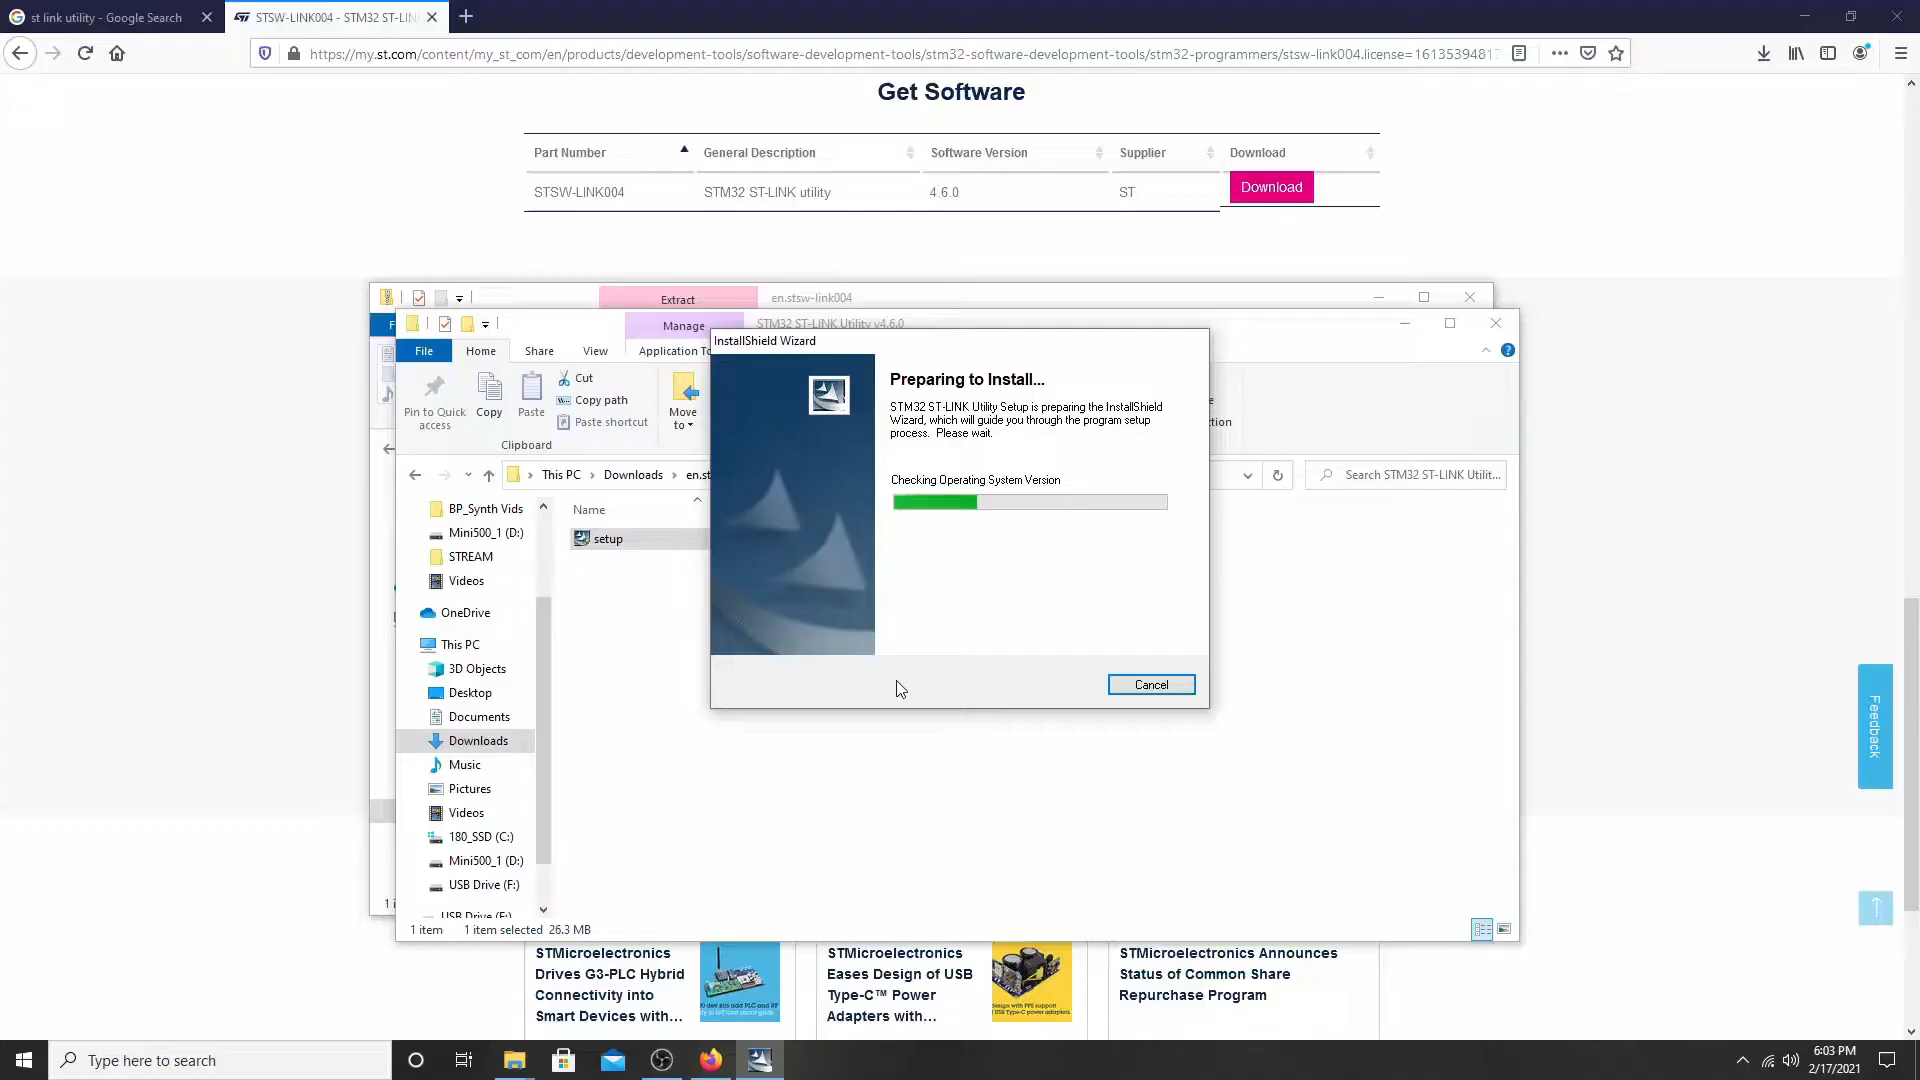 st link utility - Google Search
STSW-LINK004 - STM32 ST-LIN
https://my.st.com/content/my_st_com/en/products/development-tools/software-development-tools/stm32-software-development-tools/stm32-programmers/stsw-link004.license=1613539481
Get Software
Part Number General Description Software Version Supplier Download
STSW-LINK004 STM32 ST-LINK utility 4.6.0 ST Download
Extract en.stsw-link004
Manage STM32 ST-LINK Utility v4.6.0
File Home Share View Application To
InstallShield Wizard
Pin to Quick
access
Copy
Paste
Cut
Copy path
Paste shortcut
Move
to
Clipboard
ction
This PC Downloads en.st
Search STM32 ST-LINK Utilit...
Preparing to Install...
STM32 ST-LINK Utility Setup is preparing the InstallShield
Wizard, which will guide you through the program setup
process. Please wait.
Checking Operating System Version
Cancel
Name
setup
BP_Synth Vids
Mini500_1 (D:)
STREAM
Videos
OneDrive
This PC
3D Objects
Desktop
Documents
Downloads
Music
Pictures
Videos
180_SSD (C:)
Mini500_1 (D:)
USB Drive (F:)
USB Drive (F:)
1 item 1 item selected 26.3 MB
Feedback
STMicroelectronics
Drives G3-PLC Hybrid
Connectivity into
Smart Devices with...
STMicroelectronics
Eases Design of USB
Type-C™ Power
Adapters with...
STMicroelectronics Announces
Status of Common Share
Repurchase Program
Type here to search
6:03 PM
2/17/2021